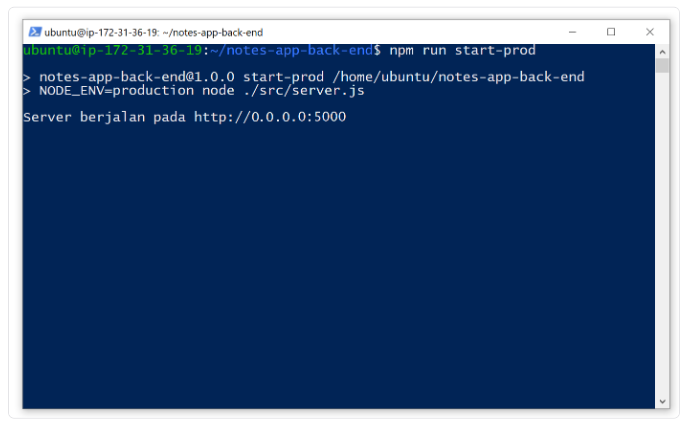 ubuntu@ip-172-31-36-19: ~/notes-app-back-end
ubuntu@ip-172-31-36-19:~/notes-app-back-end$ npm run start-prod
> notes-app-back-end@1.0.0 start-prod /home/ubuntu/notes-app-back-end
> NODE_ENV=production node ./src/server.js
Server berjalan pada http://0.0.0.0:5000